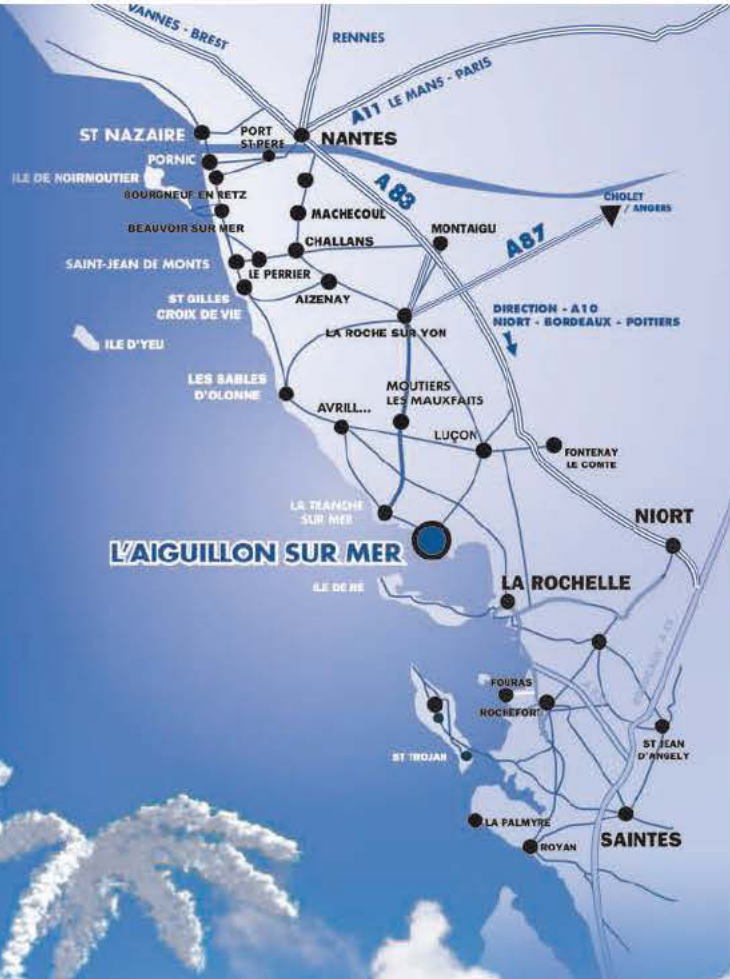 VANNES - BREST
RENNES
A11 LE MANS - PARIS
ST NAZAIRE
PORT
ST-PERE
NANTES
PORNIC
ILE DE NOIRMOUTIER
BOURGNEUF EN RETZ
A 83
CHOLET
/ ANGERS
BEAUVOIR SUR MER
MACHECOUL
MONTAIGU
A87
CHALLANS
SAINT-JEAN DE MONTS
LE PERRIER
ST GILLES
CROIX DE VIE
AIZENAY
DIRECTION - A10
NIORT - BORDEAUX - POITIERS
LA ROCHE SUR YON
ILE D'YEU
LES SABLES
D'OLONNE
MOUTIERS
LES MAUXFAITS
AVRILL...
LUÇON
FONTENAY
LE COMTE
LA TRANCHE
SUR MER
NIORT
L'AIGUILLON SUR MER
ILE DE RÉ
LA ROCHELLE
FOURAS
ROCHEFORT
ST JEAN
D'ANGELY
ST TROJAN
LA PALMYRE
SAINTES
ROYAN